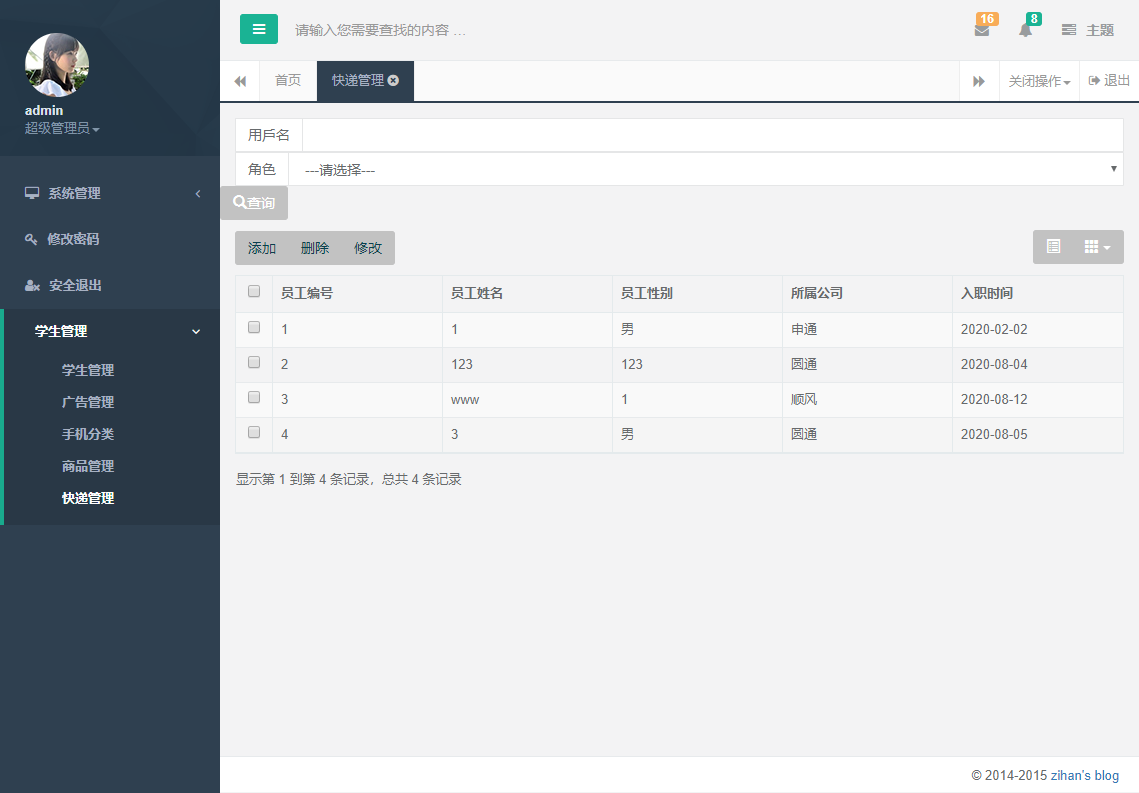 admin
超级管理员
系统管理
修改密码
安全退出
学生管理
学生管理
广告管理
手机分类
商品管理
快递管理
请输入您需要查找的内容 …
16
8
主题
首页
快递管理
关闭操作
退出
用戶名
角色
---请选择---
查询
添加 删除 修改
员工编号 员工姓名 员工性别 所属公司 入职时间
1 1 男 申通 2020-02-02
2 123 123 圆通 2020-08-04
3 www 1 顺风 2020-08-12
4 3 男 圆通 2020-08-05
显示第 1 到第 4 条记录，总共 4 条记录
© 2014-2015 zihan's blog